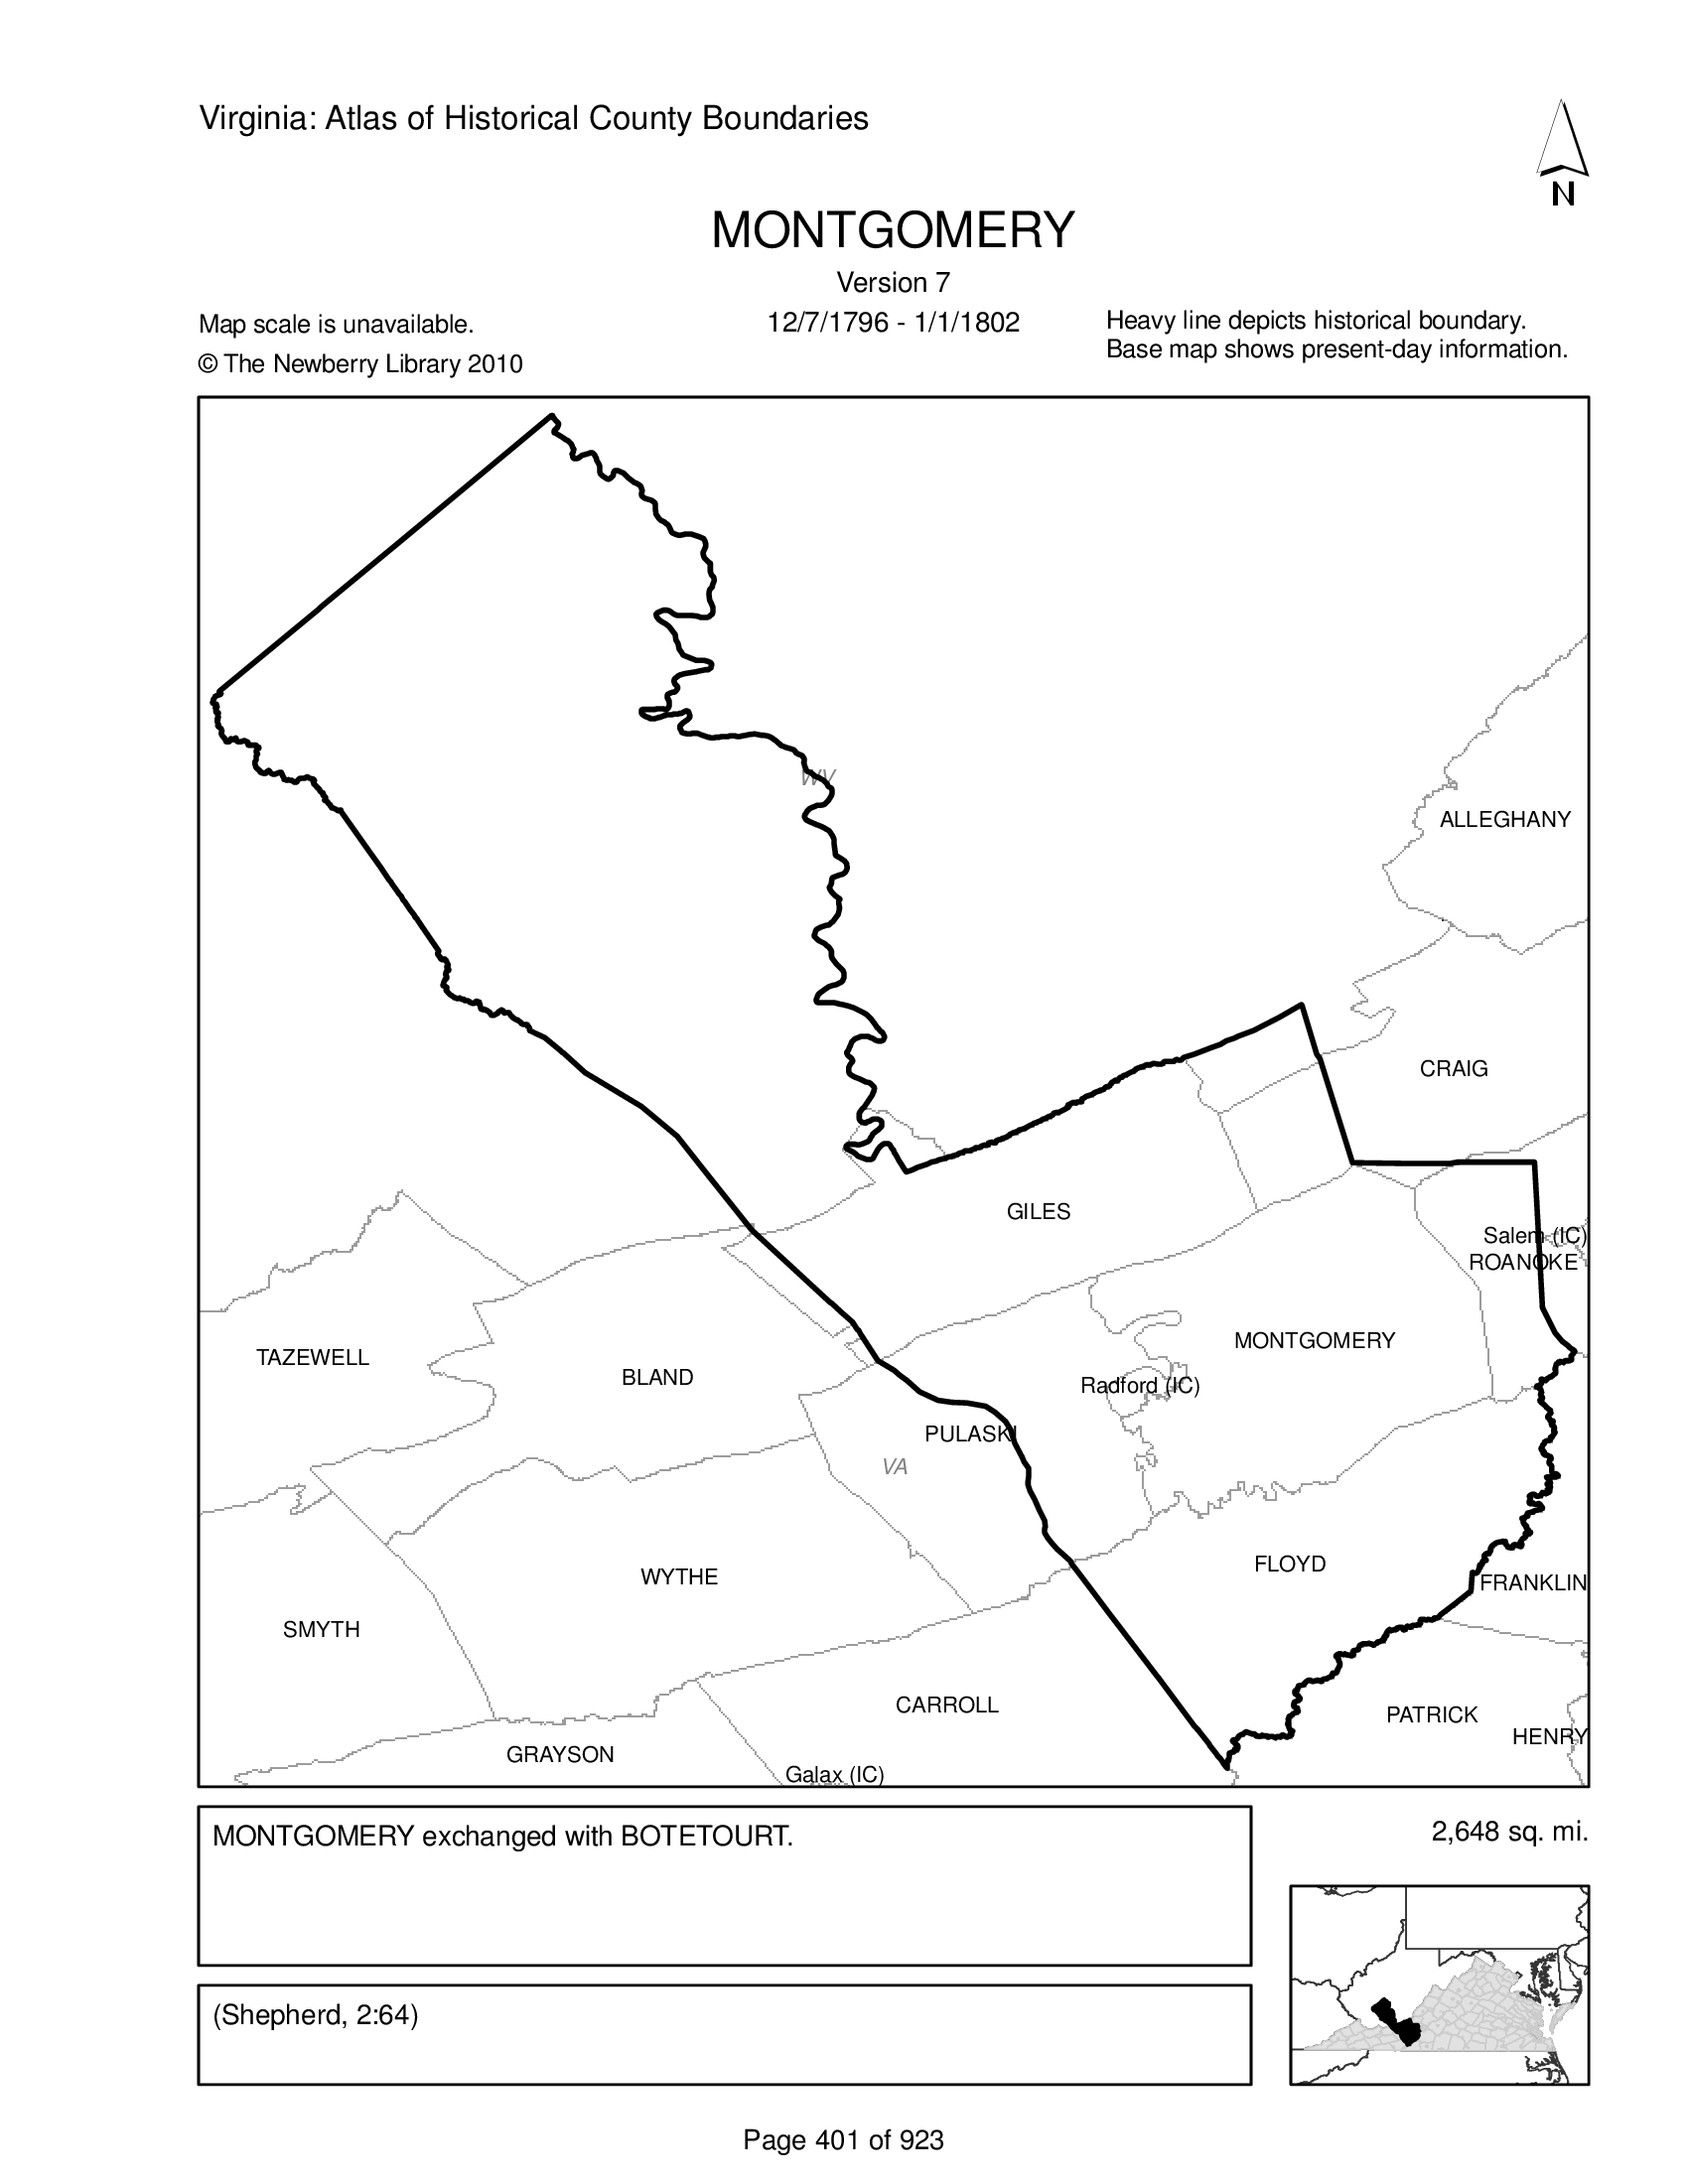 Virginia: Atlas of Historical County Boundaries
N
MONTGOMERY
Version 7
12/7/1796 - 1/1/1802
Map scale is unavailable.
© The Newberry Library 2010
Heavy line depicts historical boundary.
Base map shows present-day information.
WV
ALLEGHANY
CRAIG
GILES
Salem (IC)
ROANOKE
MONTGOMERY
TAZEWELL
BLAND
Radford (IC)
PULASKI
VA
FLOYD
WYTHE
FRANKLIN
SMYTH
CARROLL
PATRICK
HENRY
GRAYSON
Galax (IC)
MONTGOMERY exchanged with BOTETOURT.
2,648 sq. mi.
(Shepherd, 2:64)
Page 401 of 923